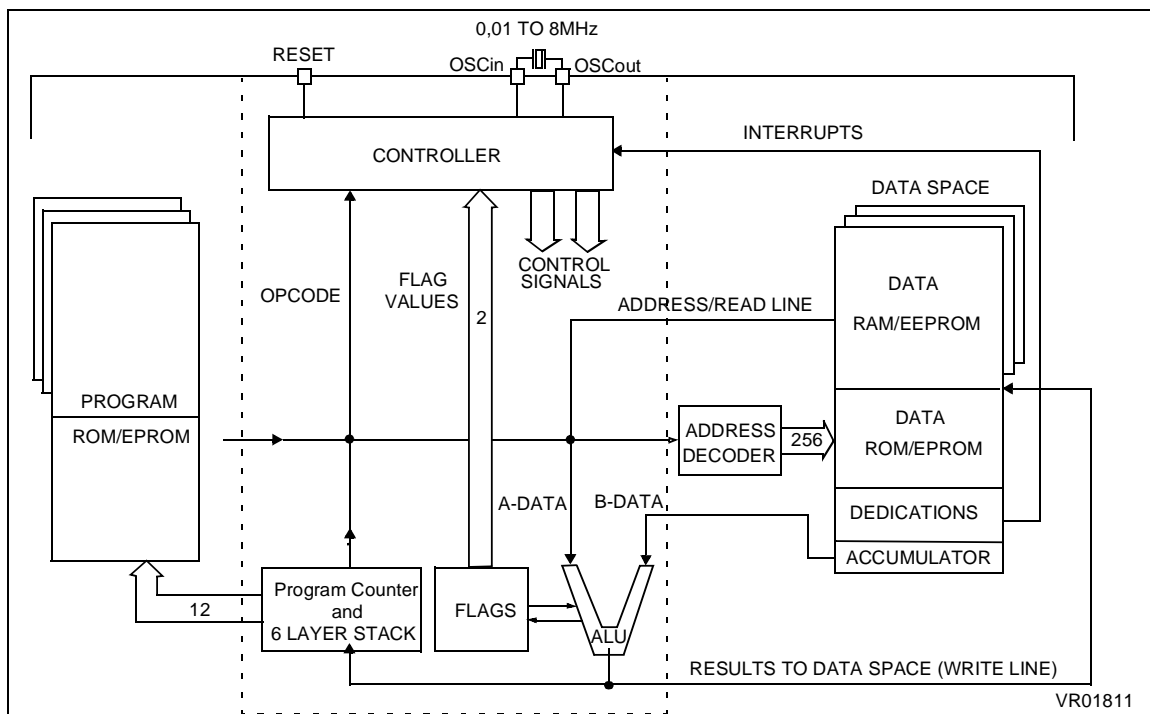 0,01 TO 8MHz
RESET
OSCin
OSCout
INTERRUPTS
CONTROLLER
DATA SPACE
CONTROL
SIGNALS
OPCODE
FLAG
VALUES
2
ADDRESS/READ LINE
DATA
RAM/EEPROM
PROGRAM
ROM/EPROM
ADDRESS
DECODER
256
DATA
ROM/EPROM
A-DATA
B-DATA
DEDICATIONS
ACCUMULATOR
12
Program Counter
and
6 LAYER STACK
FLAGS
ALU
RESULTS TO DATA SPACE (WRITE LINE)
VR01811